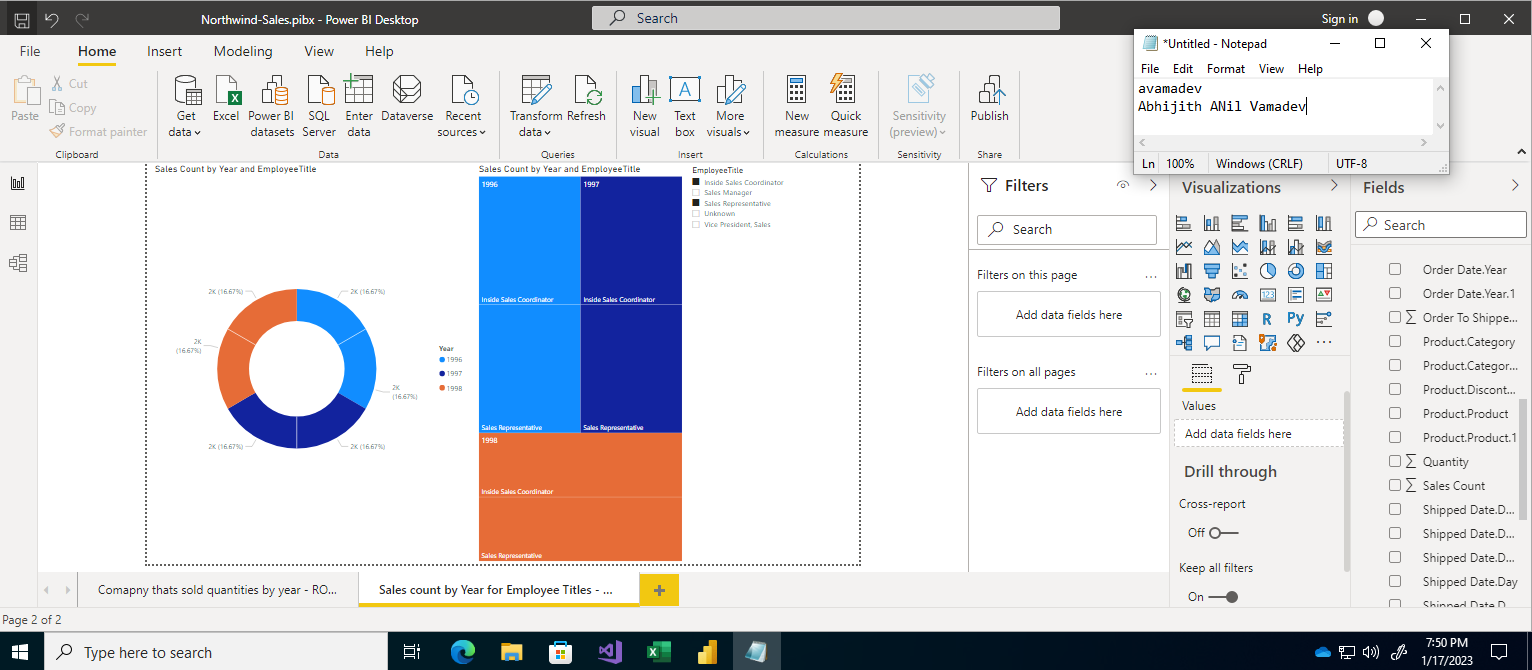 Northwind-Sales.pibx - Power BI Desktop
Search
Sign in
File Home Insert Modeling View Help
Paste
Cut
Copy
Format painter
Clipboard
Get data
Excel
Power BI datasets
SQL Server
Enter data
Dataverse
Recent sources
Data
Transform data
Refresh
Queries
New visual
Text box
More visuals
Insert
New measure
Quick measure
Calculations
Sensitivity (preview)
Sensitivity
Publish
Share
*Untitled - Notepad
File Edit Format View Help
avamadev
Abhijith ANil Vamadev
Ln 100% Windows (CRLF) UTF-8
Sales Count by Year and EmployeeTitle
2K (16.67%)
2K (16.67%)
2K
(16.67%)
2K
(16.67%)
2K (16.67%)
2K (16.67%)
Year
1996
1997
1998
Sales Count by Year and EmployeeTitle
1996
1997
Inside Sales Coordinator
Inside Sales Coordinator
Sales Representative
Sales Representative
1998
Inside Sales Coordinator
Sales Representative
EmployeeTitle
Inside Sales Coordinator
Sales Manager
Sales Representative
Unknown
Vice President, Sales
Filters
Search
Filters on this page
...
Add data fields here
Filters on all pages
...
Add data fields here
Visualizations
123
R
Py
...
Values
Add data fields here
Drill through
Cross-report
Off
Keep all filters
On
Fields
Search
Order Date.Year
Order Date.Year.1
∑ Order To Shippe...
Product.Category
Product.Categor...
Product.Discont...
Product.Product
Product.Product.1
∑ Quantity
∑ Sales Count
Shipped Date.D...
Shipped Date.D...
Shipped Date.D...
Shipped Date.Day
Shipped Date.D...
Comapny thats sold quantities by year - RO...
Sales count by Year for Employee Titles - ...
+
Page 2 of 2
Type here to search
7:50 PM
1/17/2023